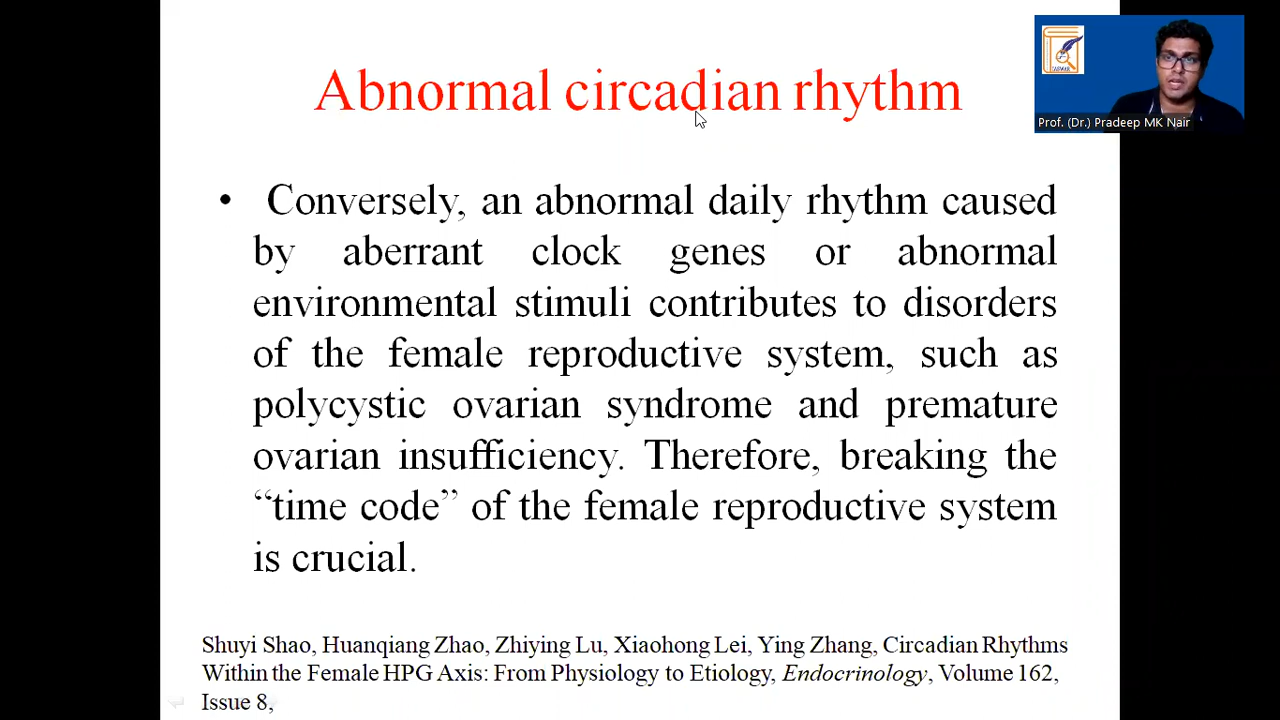 Abnormal circadian rhythm
Prof. (Dr.) Pradeep MK Nair
• Conversely, an abnormal daily rhythm caused
by aberrant clock genes or abnormal
environmental stimuli contributes to disorders
of the female reproductive system, such as
polycystic ovarian syndrome and premature
ovarian insufficiency. Therefore, breaking the
“time code” of the female reproductive system
is crucial.
Shuyi Shao, Huanqiang Zhao, Zhiying Lu, Xiaohong Lei, Ying Zhang, Circadian Rhythms
Within the Female HPG Axis: From Physiology to Etiology, Endocrinology, Volume 162,
Issue 8,